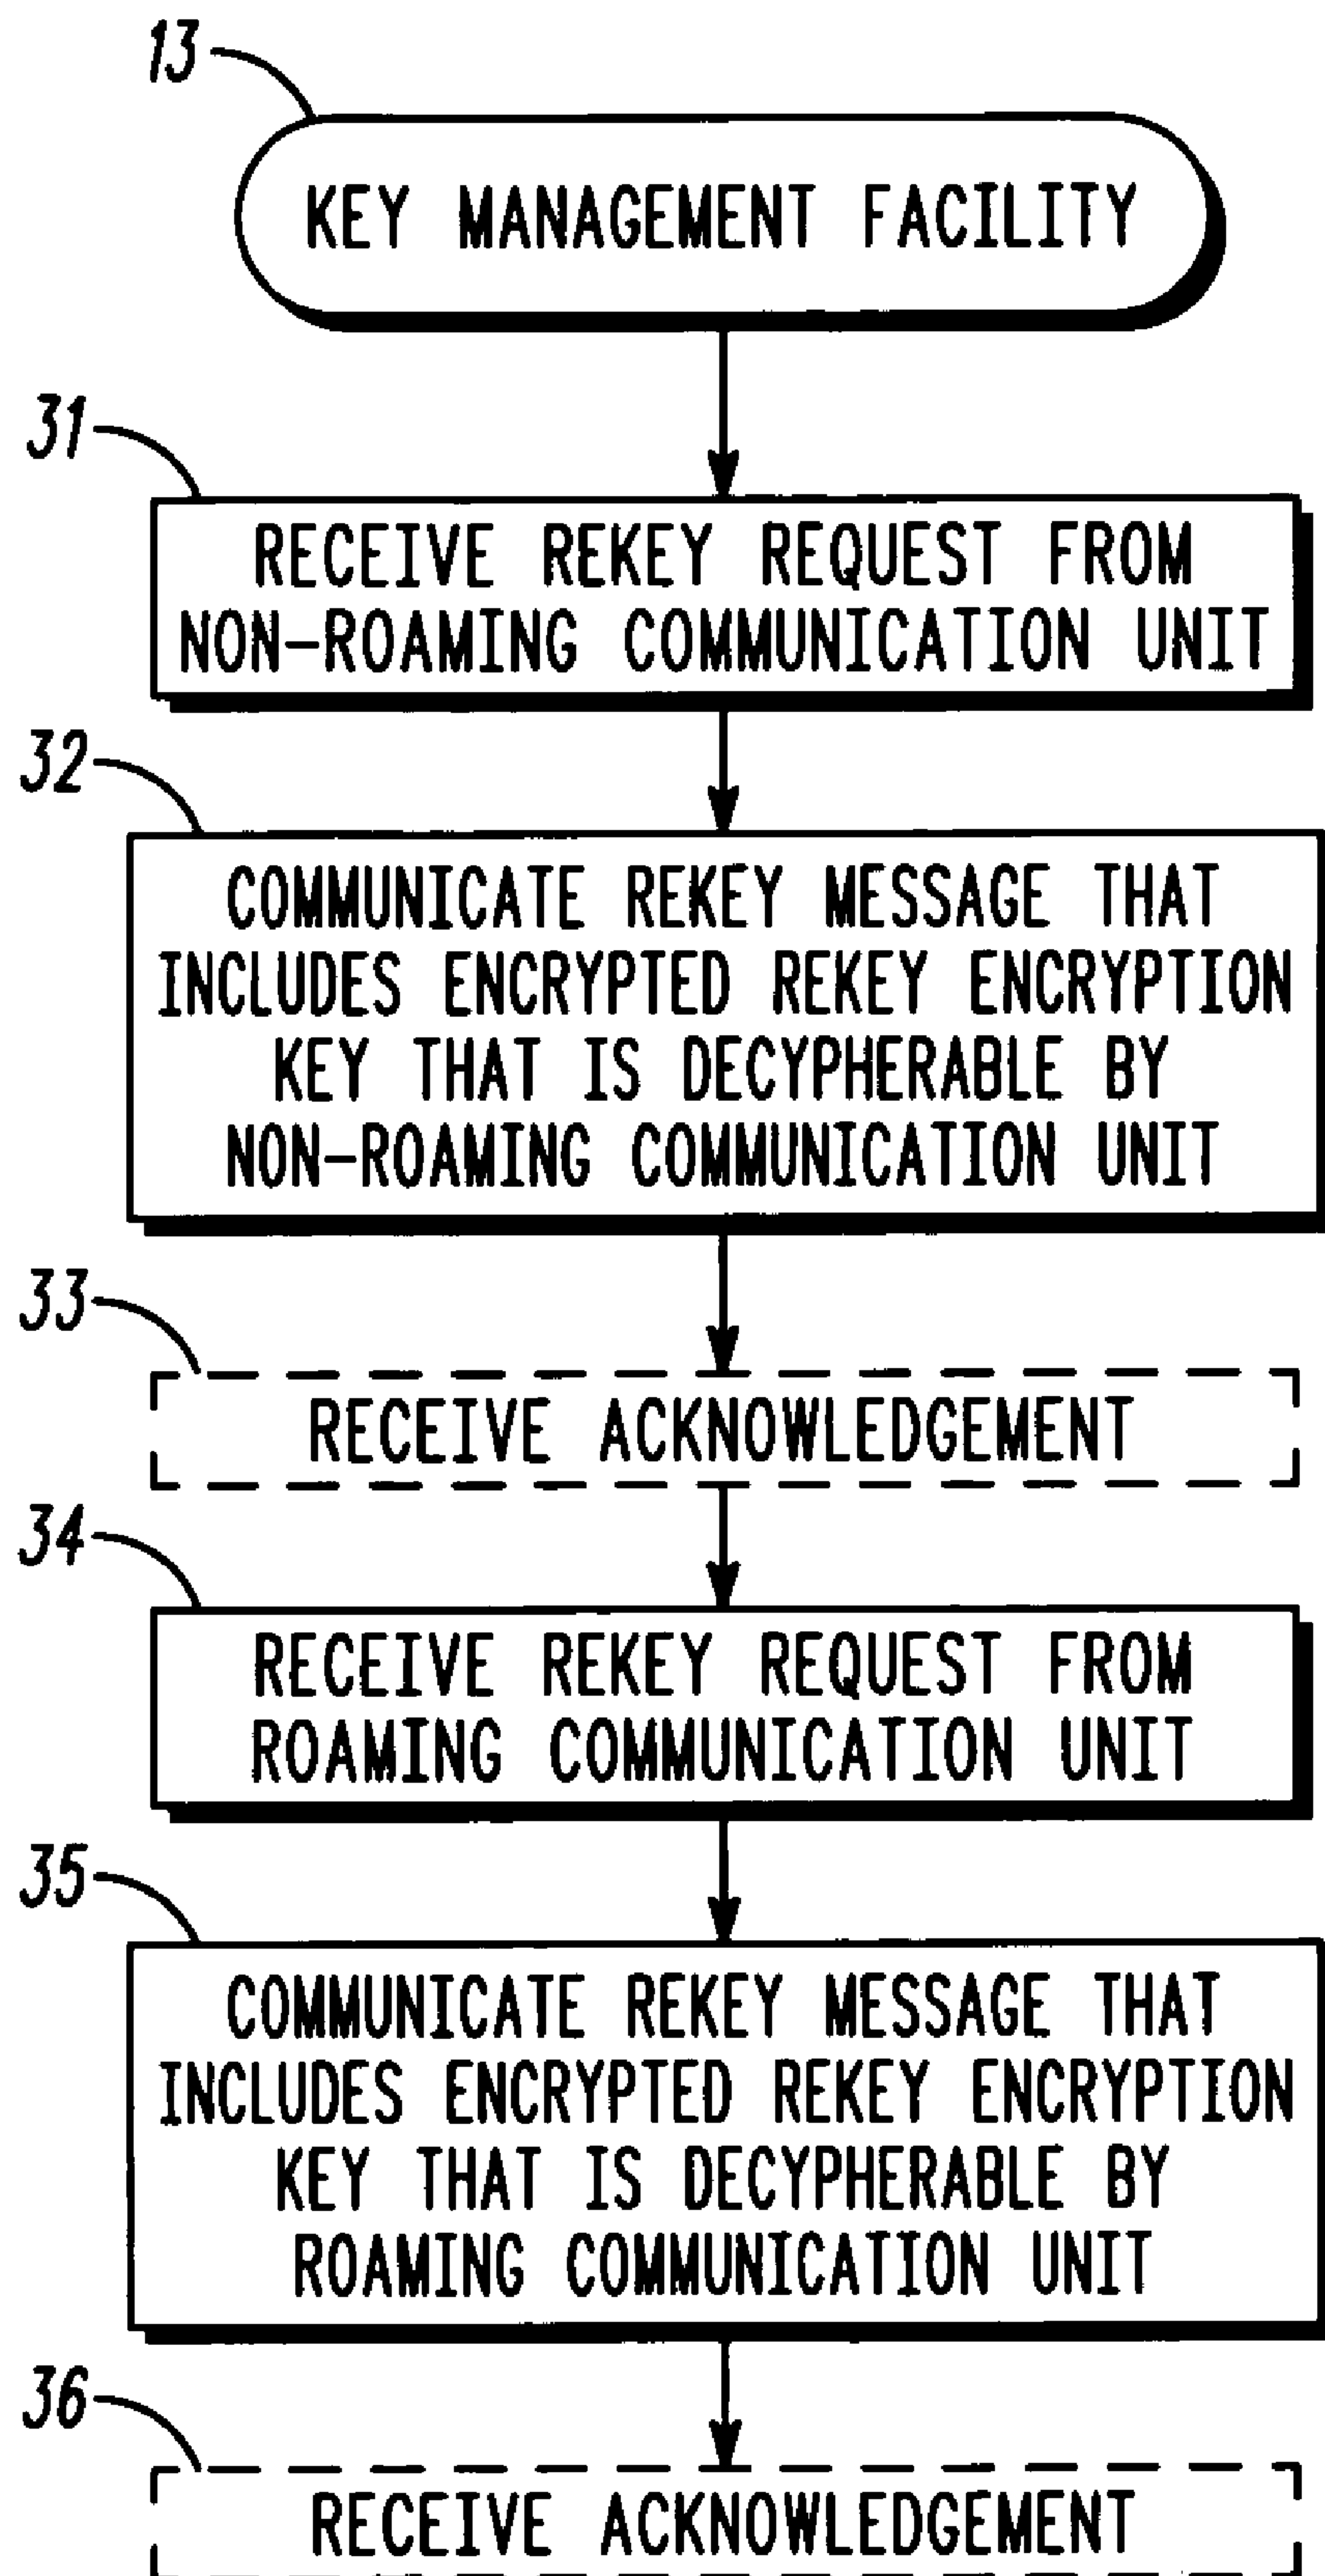 13
KEY MANAGEMENT FACILITY
31
RECEIVE REKEY REQUEST FROM
NON-ROAMING COMMUNICATION UNIT
32
COMMUNICATE REKEY MESSAGE THAT
INCLUDES ENCRYPTED REKEY ENCRYPTION
KEY THAT IS DECYPHERABLE BY
NON-ROAMING COMMUNICATION UNIT
33
RECEIVE ACKNOWLEDGEMENT
34
RECEIVE REKEY REQUEST FROM
ROAMING COMMUNICATION UNIT
35
COMMUNICATE REKEY MESSAGE THAT
INCLUDES ENCRYPTED REKEY ENCRYPTION
KEY THAT IS DECYPHERABLE BY
ROAMING COMMUNICATION UNIT
36
RECEIVE ACKNOWLEDGEMENT